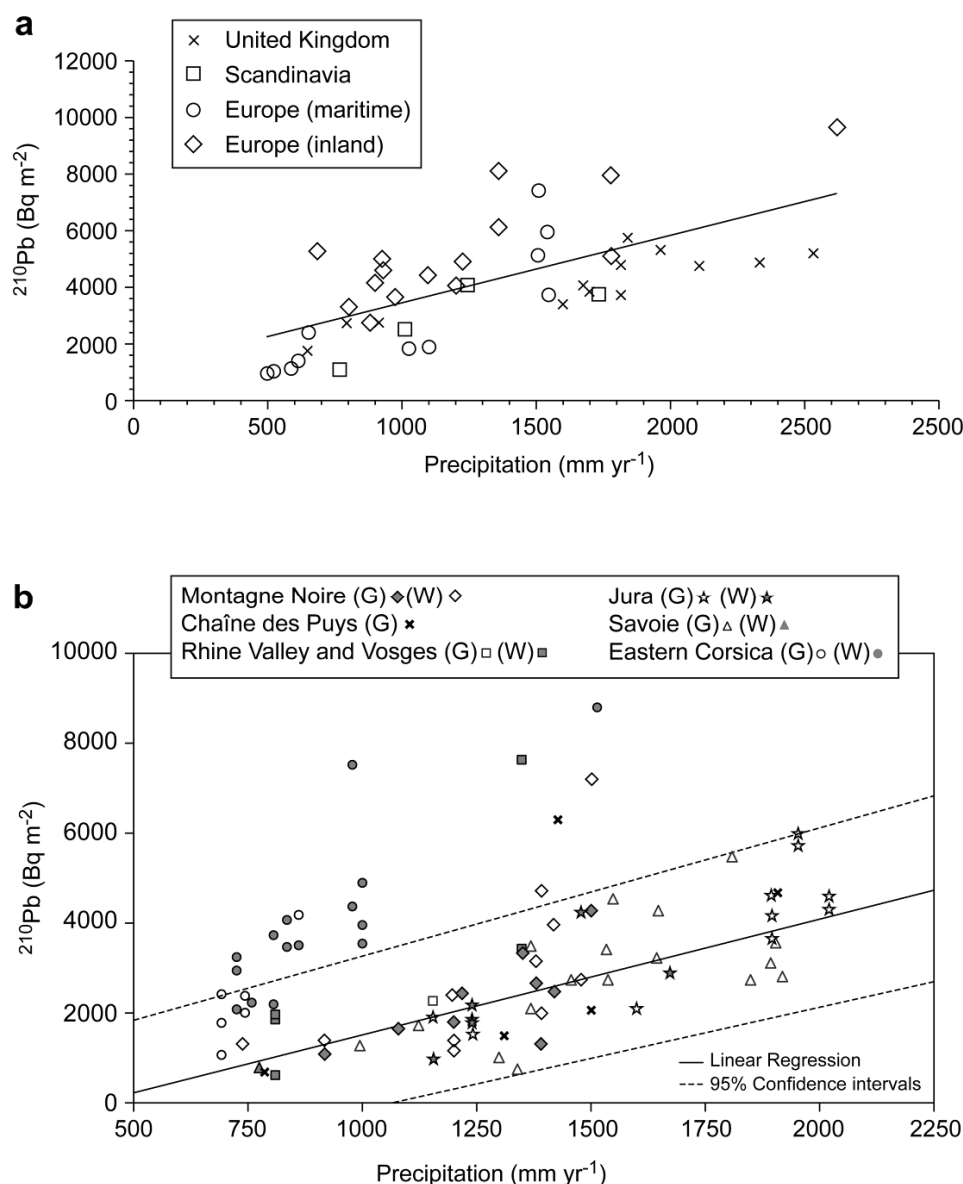 a
United Kingdom
Scandinavia
Europe (maritime)
Europe (inland)
12000
10000
8000
6000
4000
2000
0
²¹⁰Pb (Bq m⁻²)
0 500 1000 1500 2000 2500 2500
Precipitation (mm yr⁻¹)
b
Montagne Noire (G) (W) Jura (G) (W)
Chaîne des Puys (G) Savoie (G) (W)
Rhine Valley and Vosges (G) (W) Eastern Corsica (G) (W)
10000
8000
6000
4000
2000
0
²¹⁰Pb (Bq m⁻²)
Linear Regression
95% Confidence intervals
500 750 1000 1250 1500 1750 2000 2250
Precipitation (mm yr⁻¹)